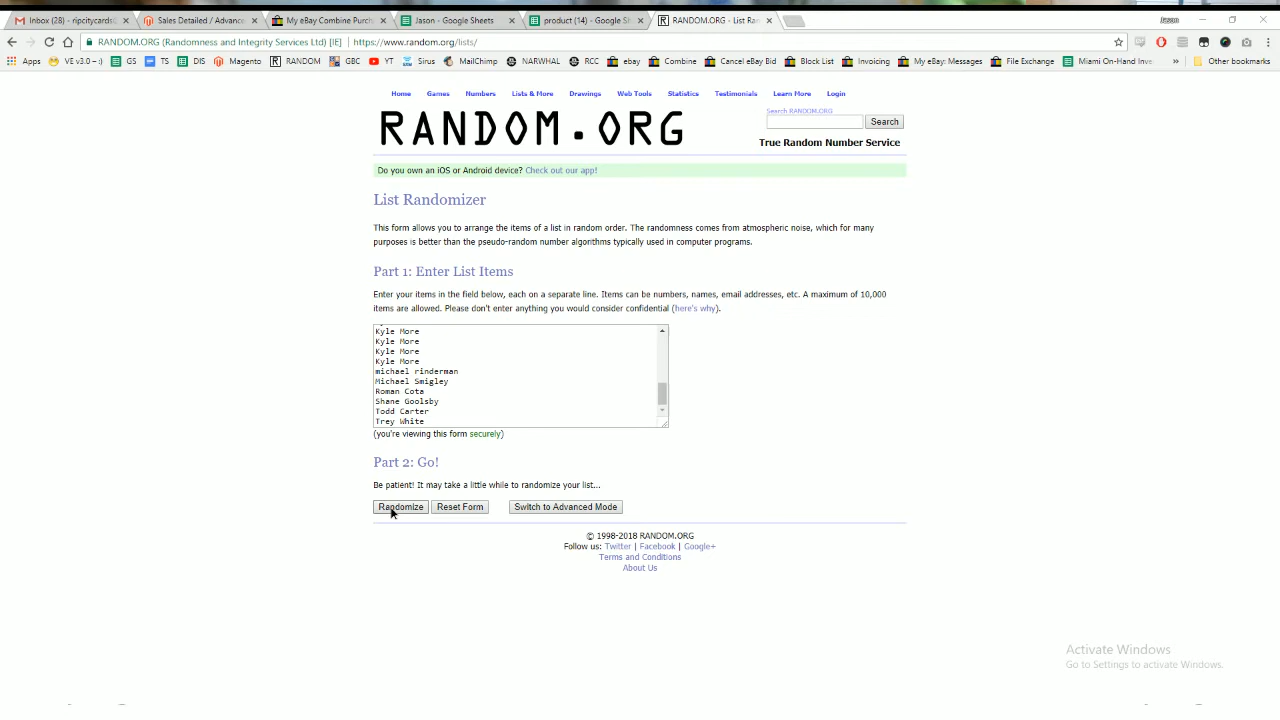 Inbox (28) - ripcitycards
Sales Detailed / Advance
My eBay Combine Purch
Jason - Google Sheets
product (14) - Google Sh
RANDOM.ORG - List Ran
RANDOM.ORG (Randomness and Integrity Services Ltd) [IE]
https://www.random.org/lists/
Apps VE v3.0 – :) GS TS DIS Magento RANDOM GBC YT Sirus MailChimp NARWHAL RCC ebay Combine Cancel eBay Bid Block List Invoicing My eBay: Messages File Exchange Miami On-Hand Inve » Other bookmarks
Home Games Numbers Lists & More Drawings Web Tools Statistics Testimonials Learn More Login
Search RANDOM.ORG
RANDOM.ORG
Search
True Random Number Service
Do you own an iOS or Android device? Check out our app!
List Randomizer
This form allows you to arrange the items of a list in random order. The randomness comes from atmospheric noise, which for many
purposes is better than the pseudo-random number algorithms typically used in computer programs.
Part 1: Enter List Items
Enter your items in the field below, each on a separate line. Items can be numbers, names, email addresses, etc. A maximum of 10,000
items are allowed. Please don't enter anything you would consider confidential (here's why).
Kyle More
Kyle More
Kyle More
Kyle More
michael rinderman
Michael Smigley
Roman Cota
Shane Goolsby
Todd Carter
Trey White
(you're viewing this form securely)
Part 2: Go!
Be patient! It may take a little while to randomize your list...
Randomize Reset Form Switch to Advanced Mode
© 1998-2018 RANDOM.ORG
Follow us: Twitter | Facebook | Google+
Terms and Conditions
About Us
Activate Windows
Go to Settings to activate Windows.